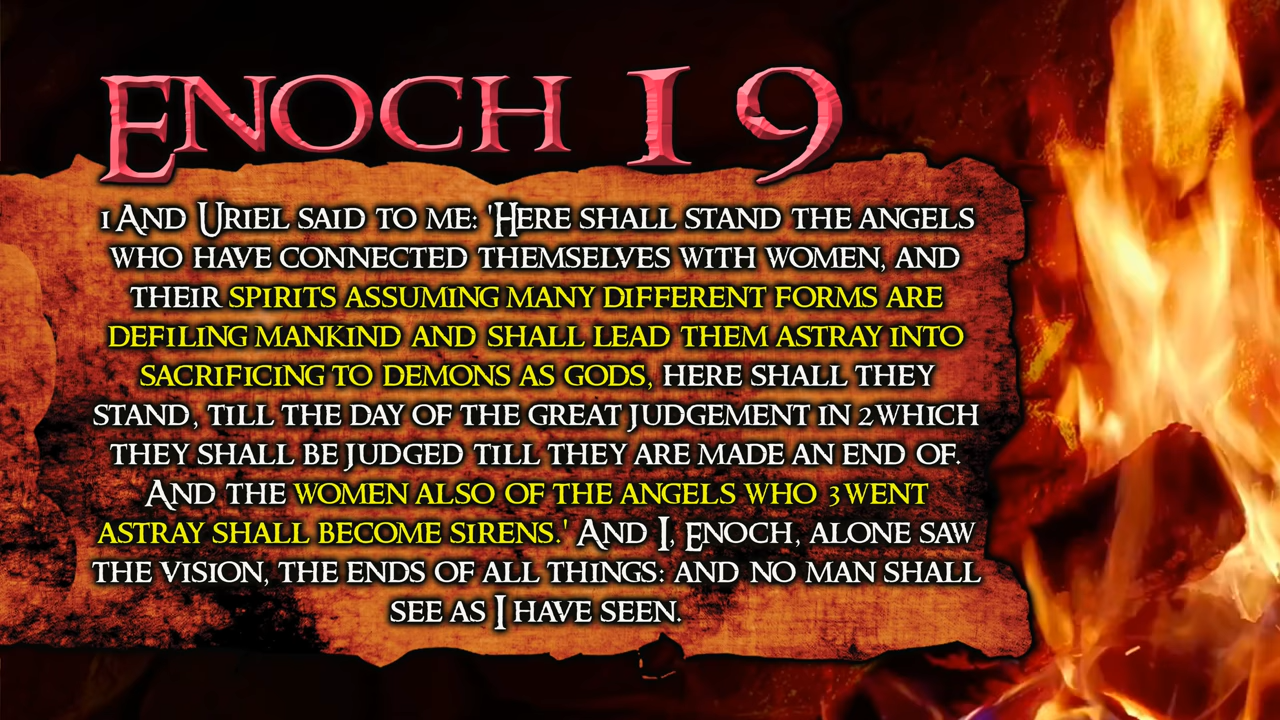 Enoch 19
1 And Uriel said to me: 'Here shall stand the angels
who have connected themselves with women, and
their spirits assuming many different forms are
defiling mankind and shall lead them astray into
sacrificing to demons as gods, here shall they
stand, till the day of the great judgement in 2 which
they shall be judged till they are made an end of.
And the women also of the angels who 3 went
astray shall become sirens.' And I, Enoch, alone saw
the vision, the ends of all things: and no man shall
see as I have seen.